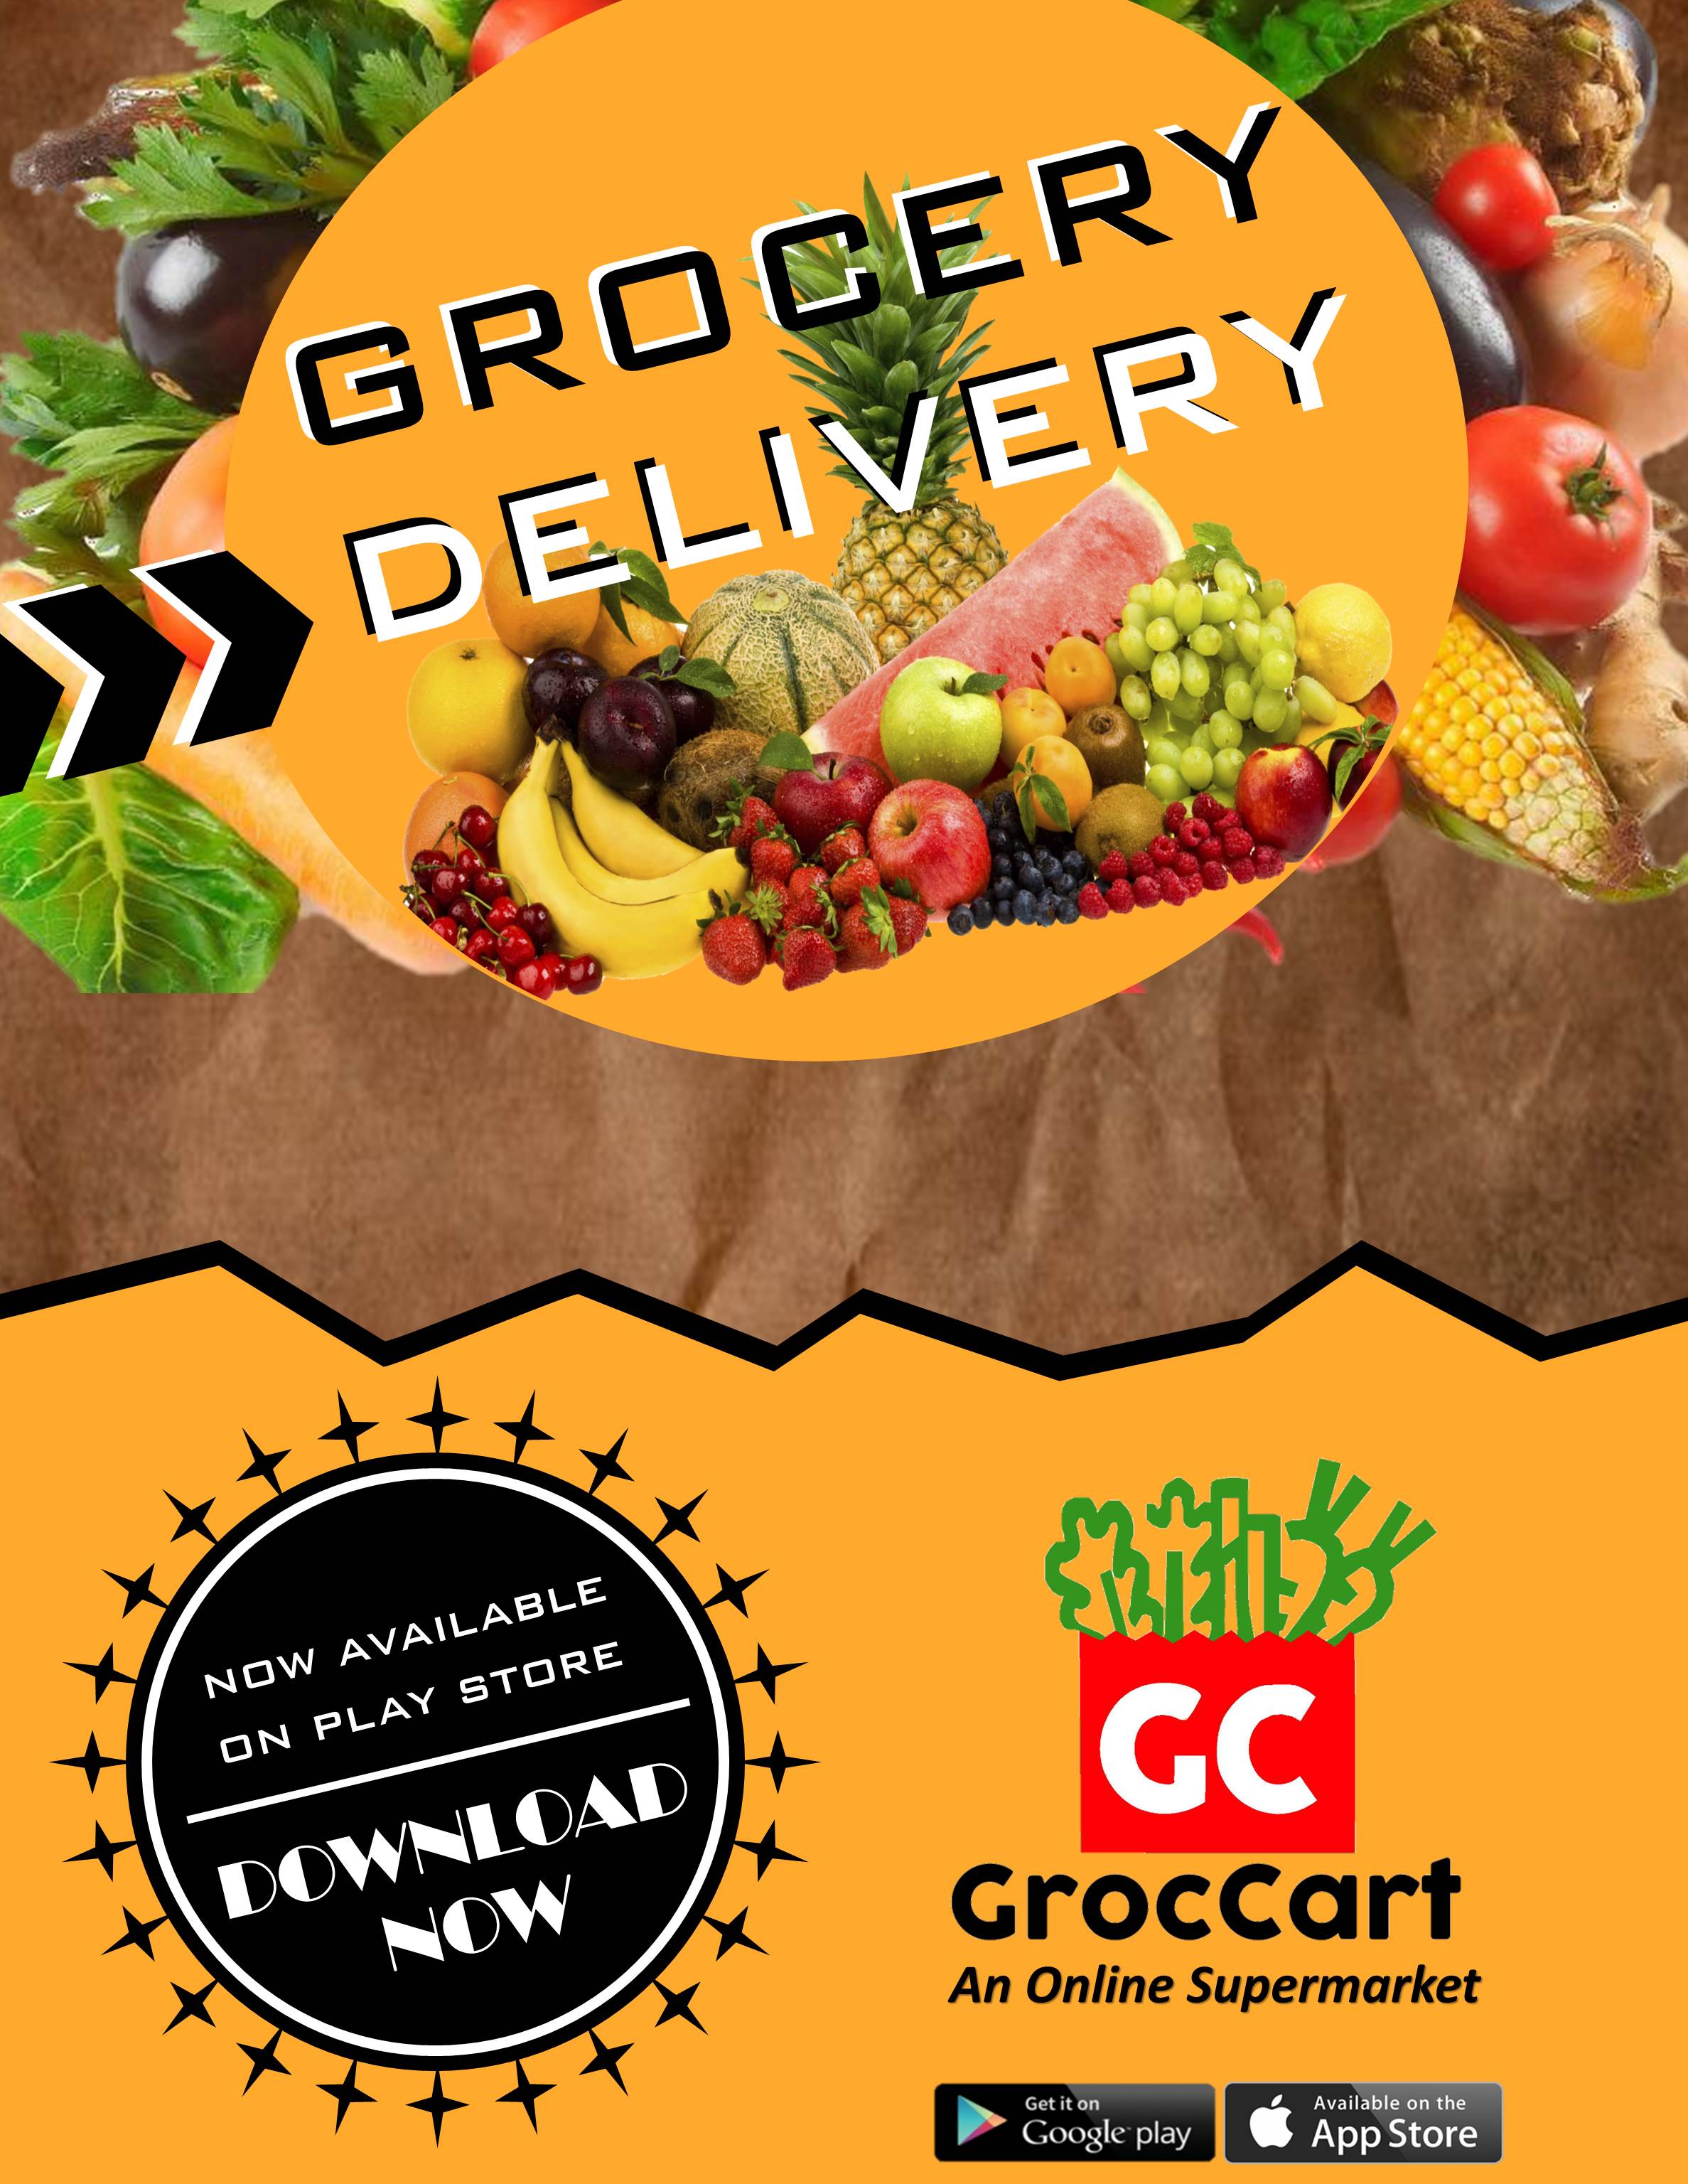 GROCERY
DELIVERY
NOW AVAILABLE
ON PLAY STORE
DOWNLOAD
NOW
GC
GrocCart
An Online Supermarket
Get it on
Google play
Available on the
App Store